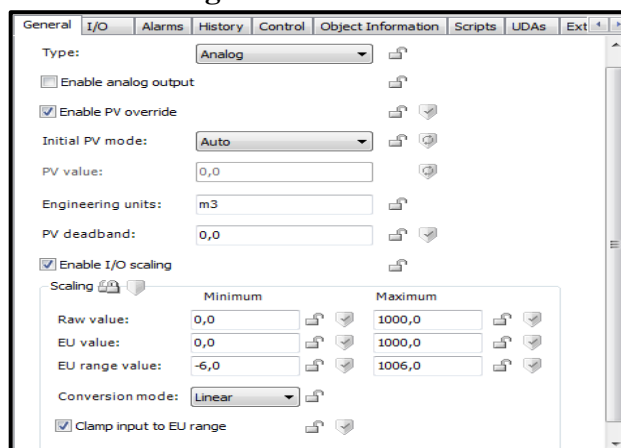 General I/O Alarms History Control Object Information Scripts UDAs Ext
Type: Analog
Enable analog output
Enable PV override
Initial PV mode: Auto
PV value: 0,0
Engineering units: m3
PV deadband: 0,0
Enable I/O scaling
Scaling
Minimum Maximum
Raw value: 0,0 1000,0
EU value: 0,0 1000,0
EU range value: -6,0 1006,0
Conversion mode: Linear
Clamp input to EU range